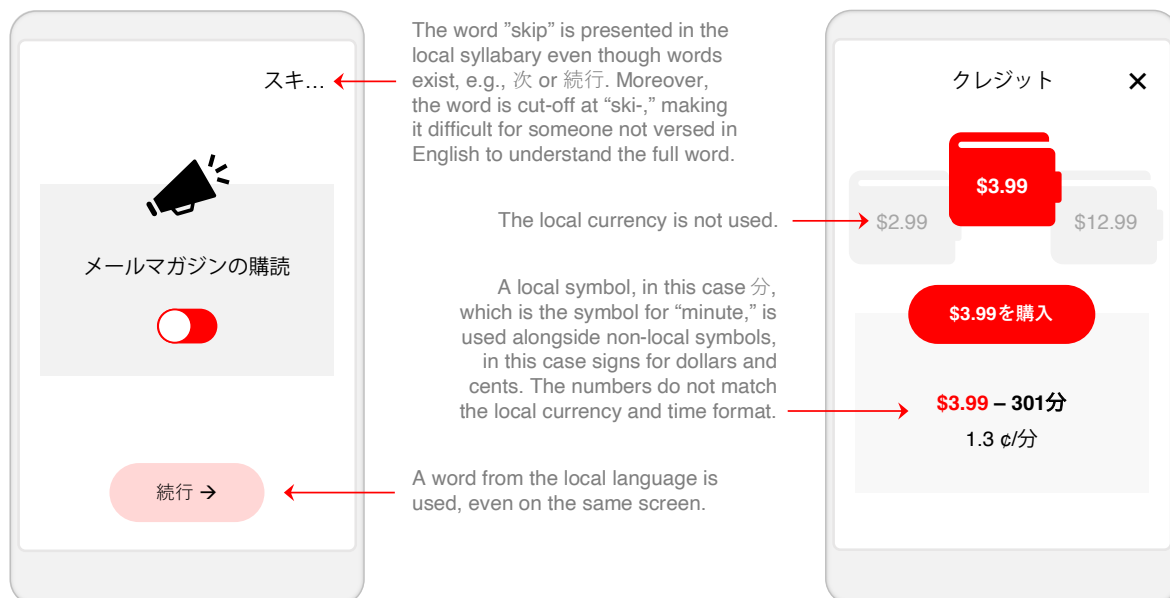 スキ...
メールマガジンの購読
続行 →
The word ”skip” is presented in the
local syllabary even though words
exist, e.g., 次 or 続行. Moreover,
the word is cut-off at “ski-,” making
it difficult for someone not versed in
English to understand the full word.
The local currency is not used.
A local symbol, in this case 分,
which is the symbol for “minute,” is
used alongside non-local symbols,
in this case signs for dollars and
cents. The numbers do not match
the local currency and time format.
A word from the local language is
used, even on the same screen.
クレジット ✕
$3.99
$2.99 $12.99
$3.99を購入
$3.99 – 301分
1.3 ¢/分